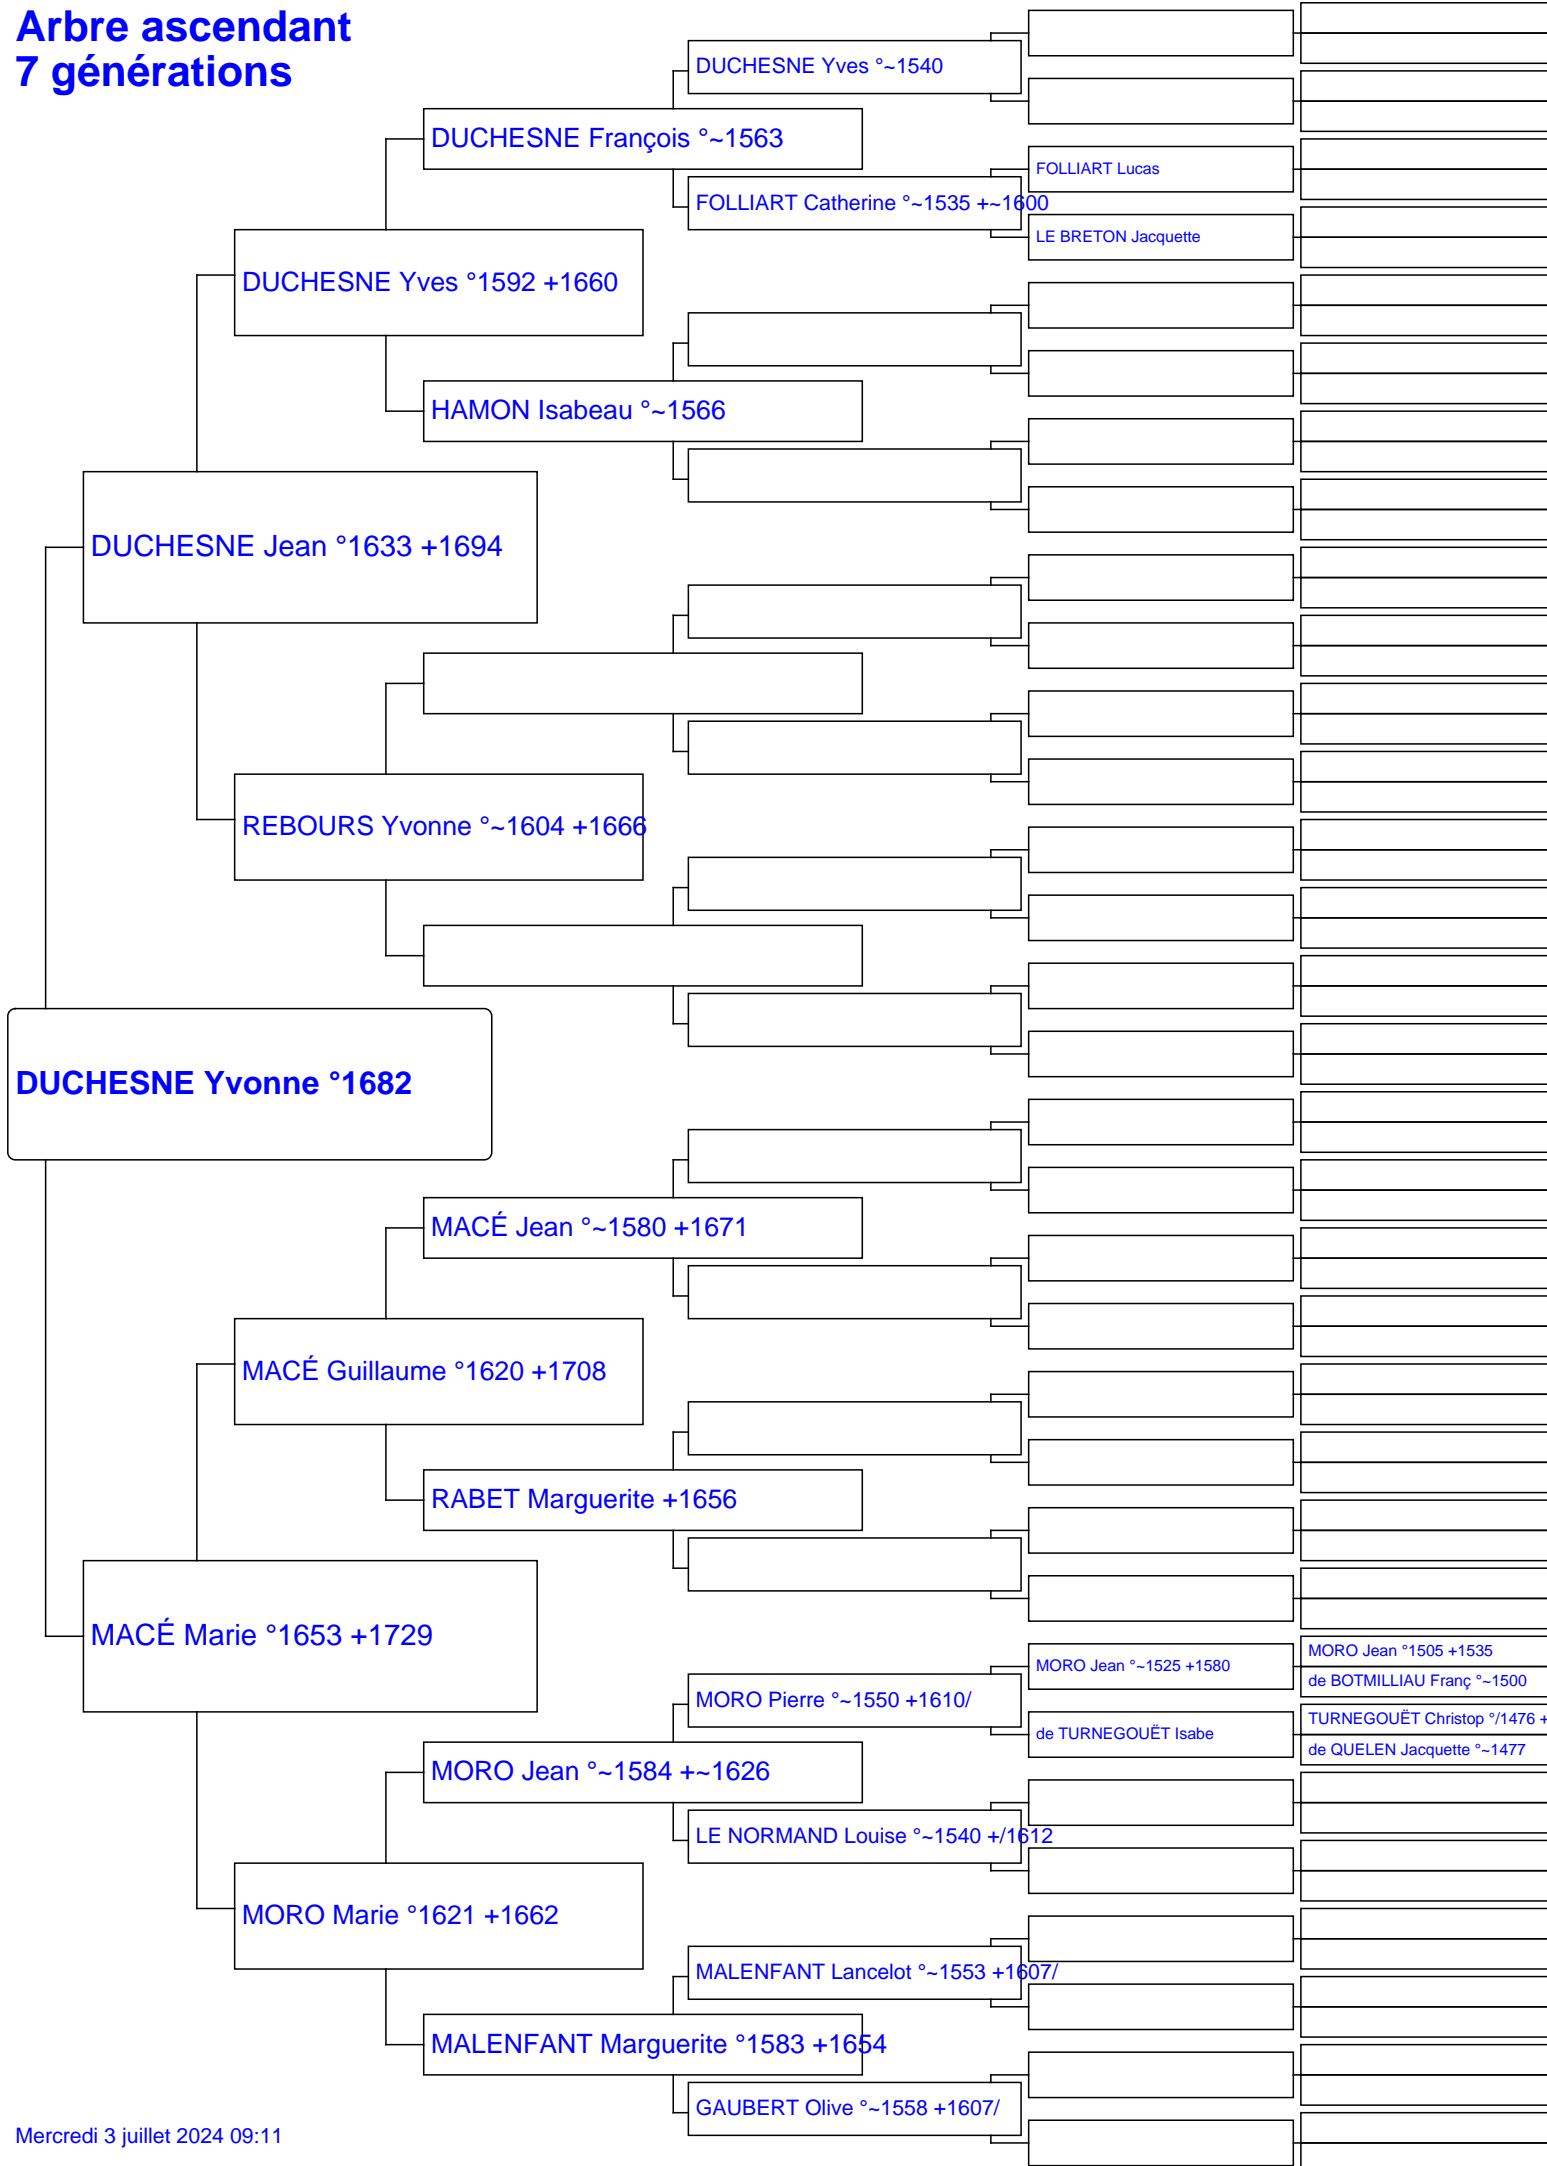 Arbre ascendant
7 générations
DUCHESNE Yves °~1540
DUCHESNE François °~1563
FOLLIART Lucas
FOLLIART Catherine °~1535 +~1600
LE BRETON Jacquette
DUCHESNE Yves °1592 +1660
HAMON Isabeau °~1566
DUCHESNE Jean °1633 +1694
REBOURS Yvonne °~1604 +1666
DUCHESNE Yvonne °1682
MACÉ Jean °~1580 +1671
MACÉ Guillaume °1620 +1708
RABET Marguerite +1656
MACÉ Marie °1653 +1729
MORO Jean °1505 +1535
MORO Jean °~1525 +1580
de BOTMILLIAU Franç °~1500
MORO Pierre °~1550 +1610/
TURNEGOUËT Christop °/1476 +
de TURNEGOUËT Isabe
de QUELEN Jacquette °~1477
MORO Jean °~1584 +~1626
LE NORMAND Louise °~1540 +/1612
MORO Marie °1621 +1662
MALENFANT Lancelot °~1553 +1607/
MALENFANT Marguerite °1583 +1654
GAUBERT Olive °~1558 +1607/
Mercredi 3 juillet 2024 09:11